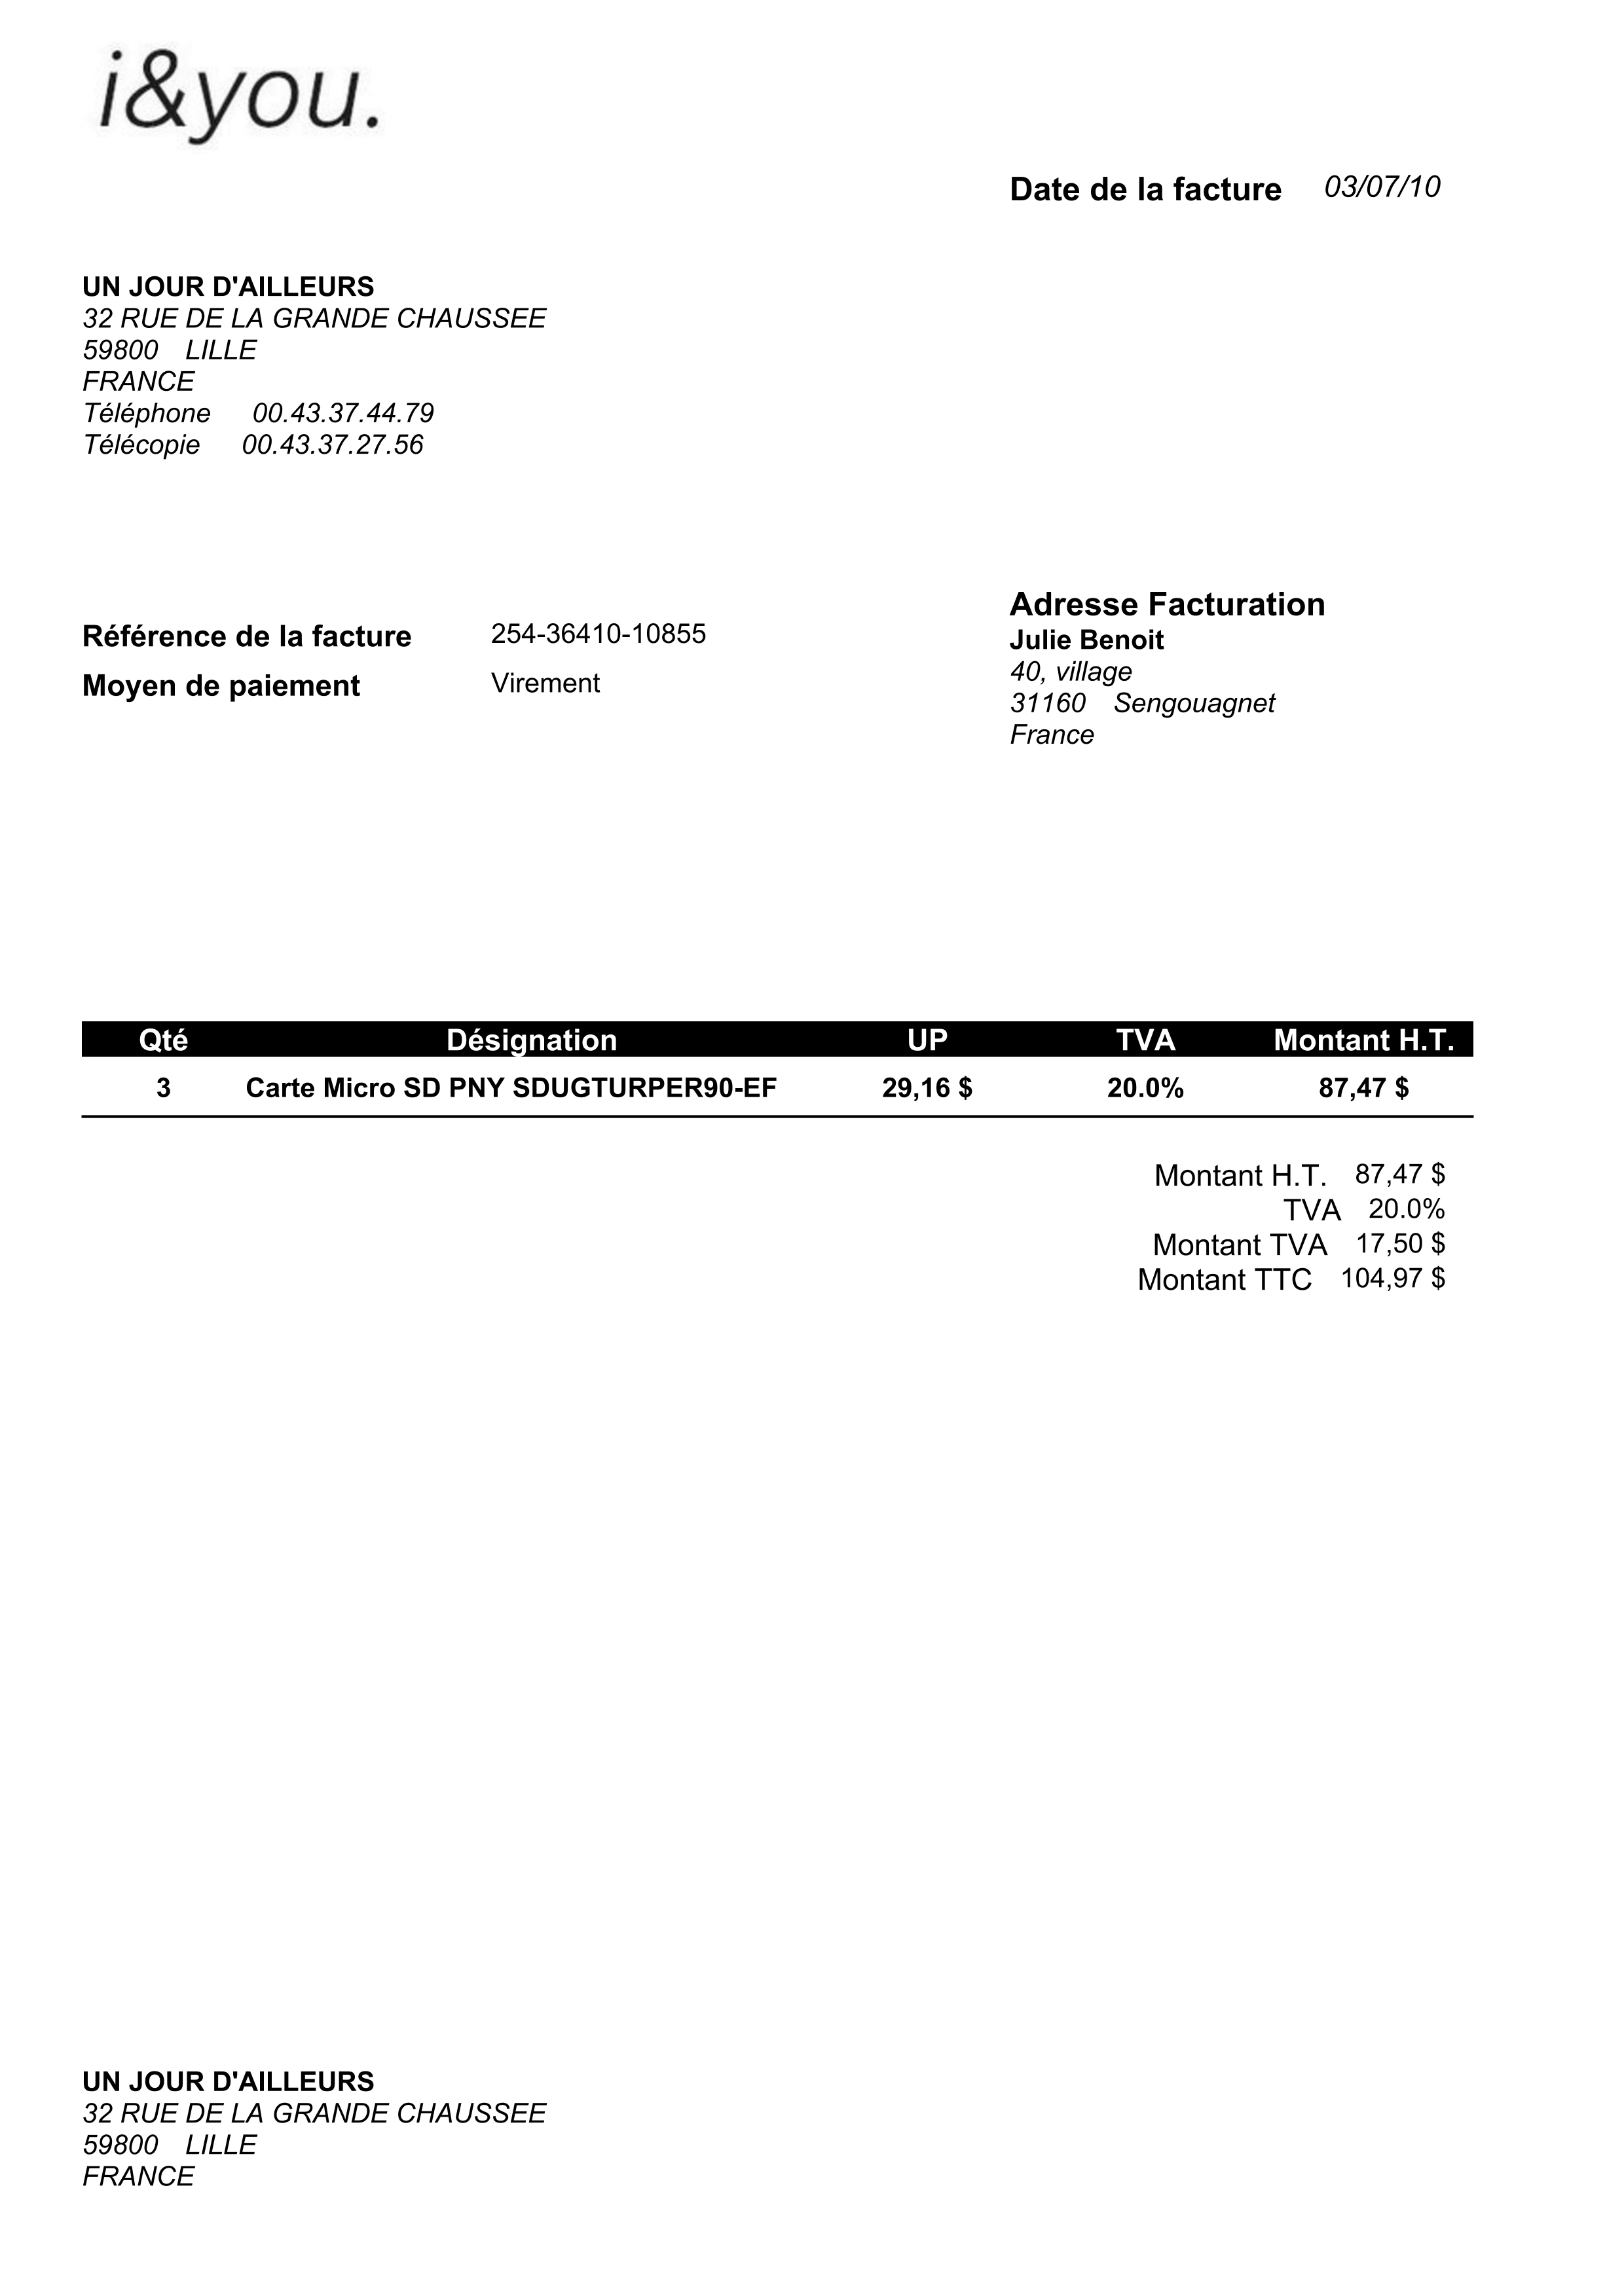 i&you.
Date de la facture 03/07/10
UN JOUR D'AILLEURS
32 RUE DE LA GRANDE CHAUSSEE
59800 LILLE
FRANCE
Téléphone 00.43.37.44.79
Télécopie 00.43.37.27.56
Référence de la facture 254-36410-10855
Moyen de paiement Virement
Adresse Facturation
Julie Benoit
40, village
31160 Sengouagnet
France
Qté Désignation UP TVA Montant H.T.
3 Carte Micro SD PNY SDUGTURPER90-EF 29,16 $ 20.0% 87,47 $
Montant H.T. 87,47 $
TVA 20.0%
Montant TVA 17,50 $
Montant TTC 104,97 $
UN JOUR D'AILLEURS
32 RUE DE LA GRANDE CHAUSSEE
59800 LILLE
FRANCE